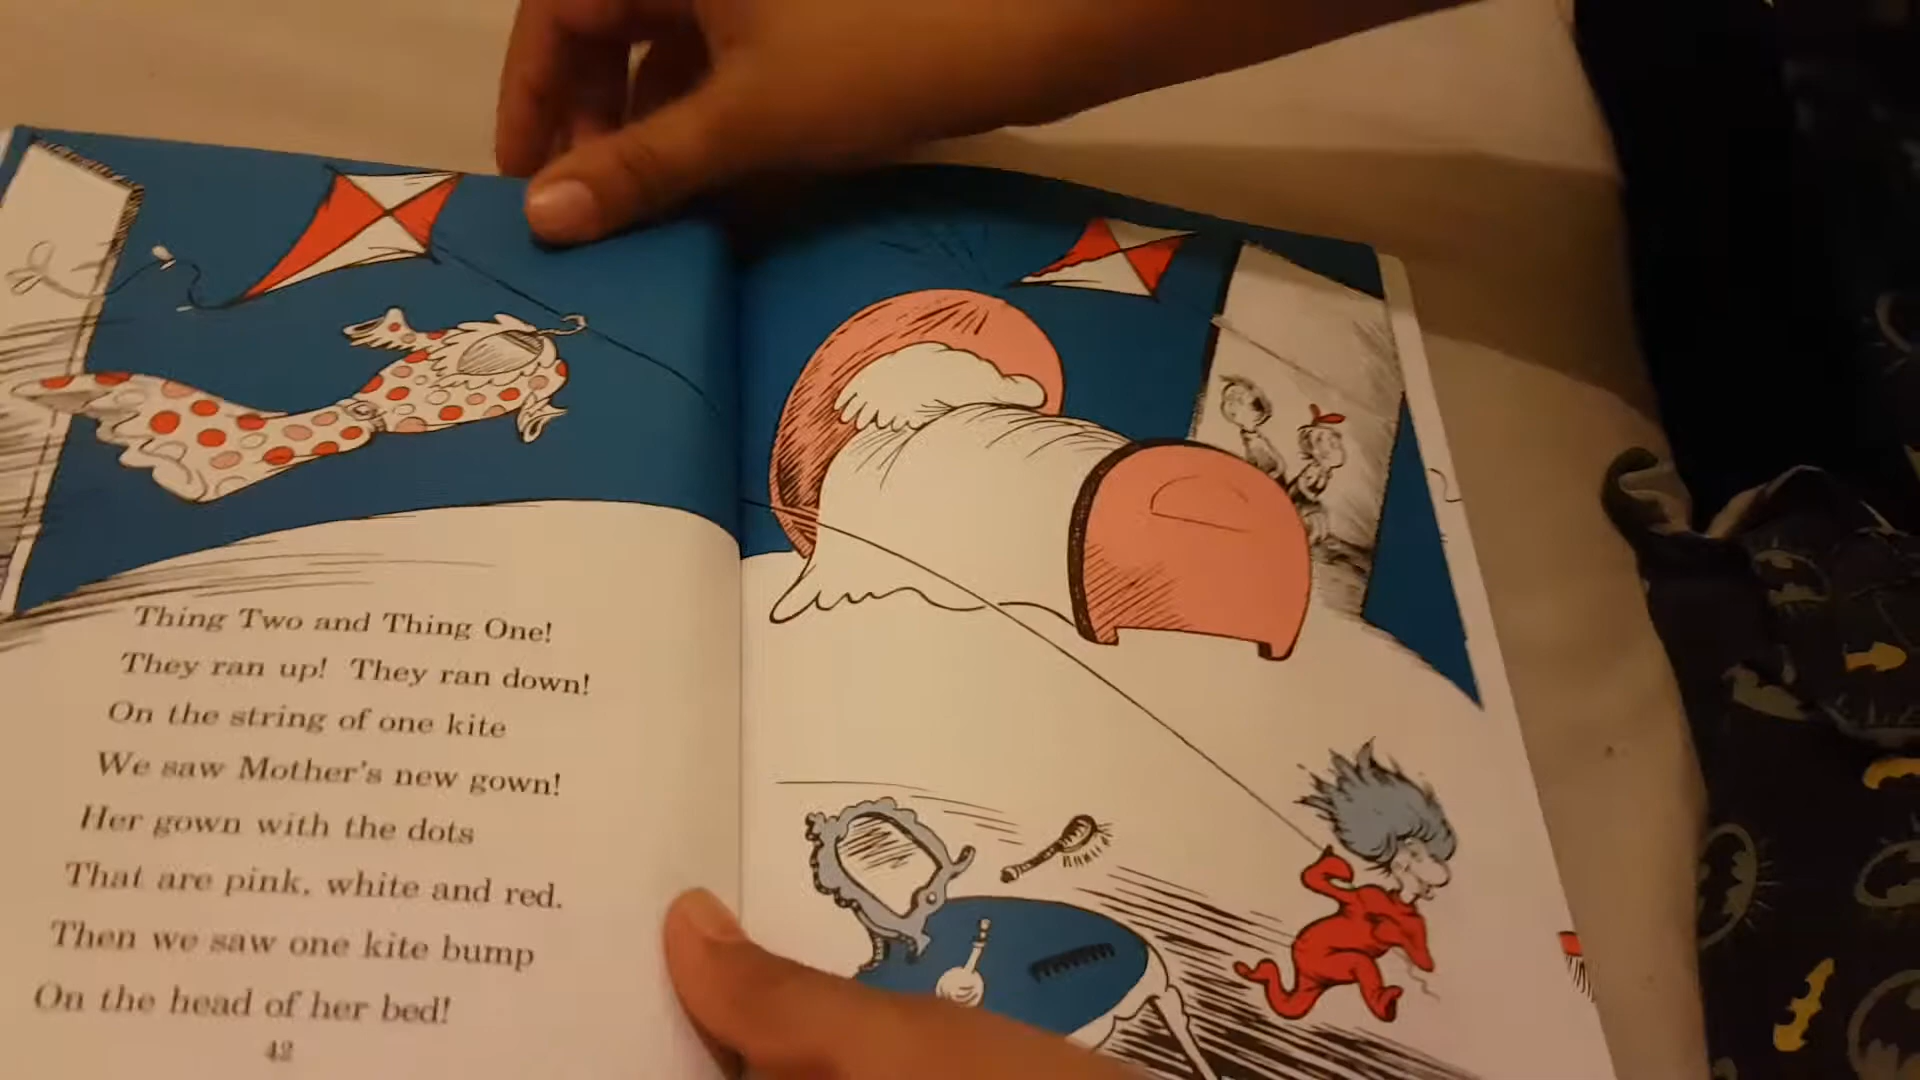 Thing Two and Thing One!
They ran up! They ran down!
On the string of one kite
We saw Mother's new gown!
Her gown with the dots
That are pink, white and red.
Then we saw one kite bump
On the head of her bed!
42